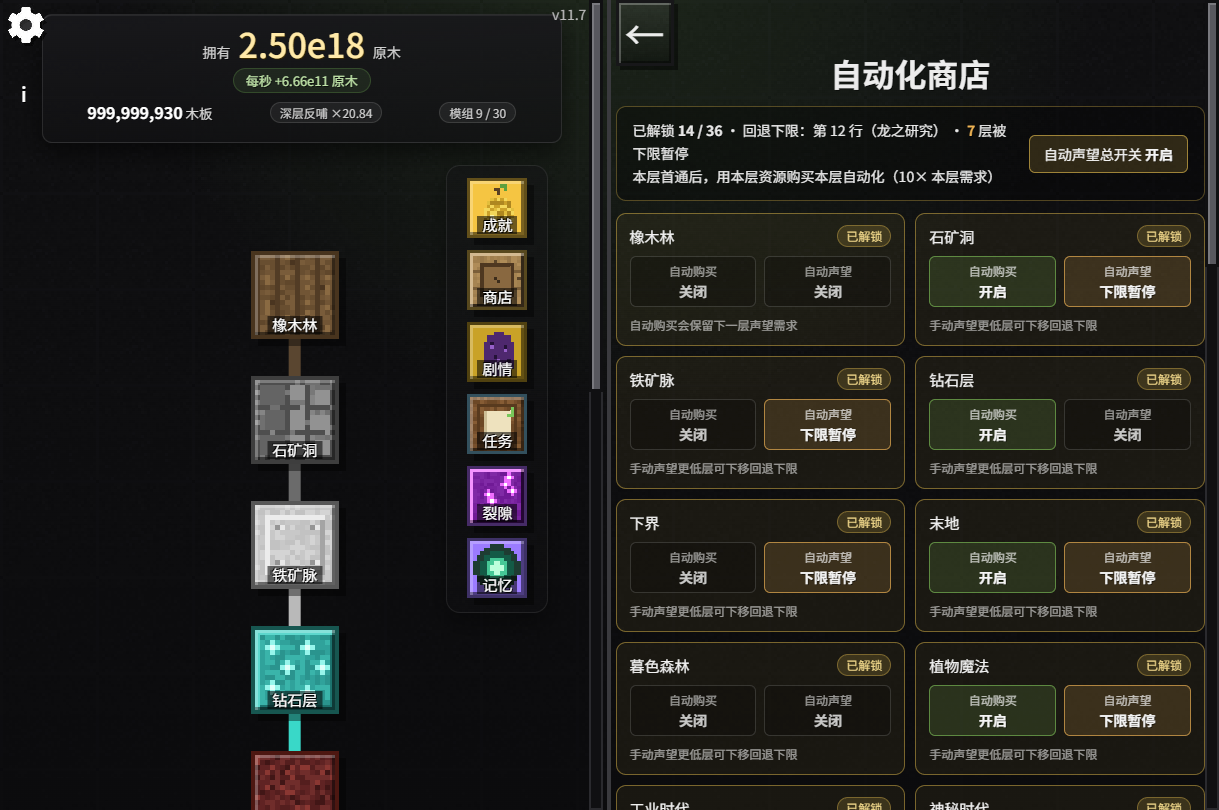 v11.7
拥有 2.50e18 原木
每秒 +6.66e11 原木
999,999,930 木板
深层反哺 ×20.84
模组 9 / 30
i
成就
商店
剧情
任务
裂隙
记忆
橡木林
石矿洞
铁矿脉
钻石层
自动化商店
已解锁 14 / 36 · 回退下限：第 12 行（龙之研究） · 7 层被
下限暂停
本层首通后，用本层资源购买本层自动化（10× 本层需求）
自动声望总开关 开启
橡木林
已解锁
自动购买
关闭
自动声望
关闭
自动购买会保留下一层声望需求
石矿洞
已解锁
自动购买
开启
自动声望
下限暂停
手动声望更低层可下移回退下限
铁矿脉
已解锁
自动购买
关闭
自动声望
下限暂停
手动声望更低层可下移回退下限
钻石层
已解锁
自动购买
开启
自动声望
关闭
手动声望更低层可下移回退下限
下界
已解锁
自动购买
关闭
自动声望
下限暂停
手动声望更低层可下移回退下限
末地
已解锁
自动购买
开启
自动声望
下限暂停
手动声望更低层可下移回退下限
暮色森林
已解锁
自动购买
关闭
自动声望
关闭
手动声望更低层可下移回退下限
植物魔法
已解锁
自动购买
开启
自动声望
下限暂停
手动声望更低层可下移回退下限
工业时代
已解锁
神秘时代
已解锁